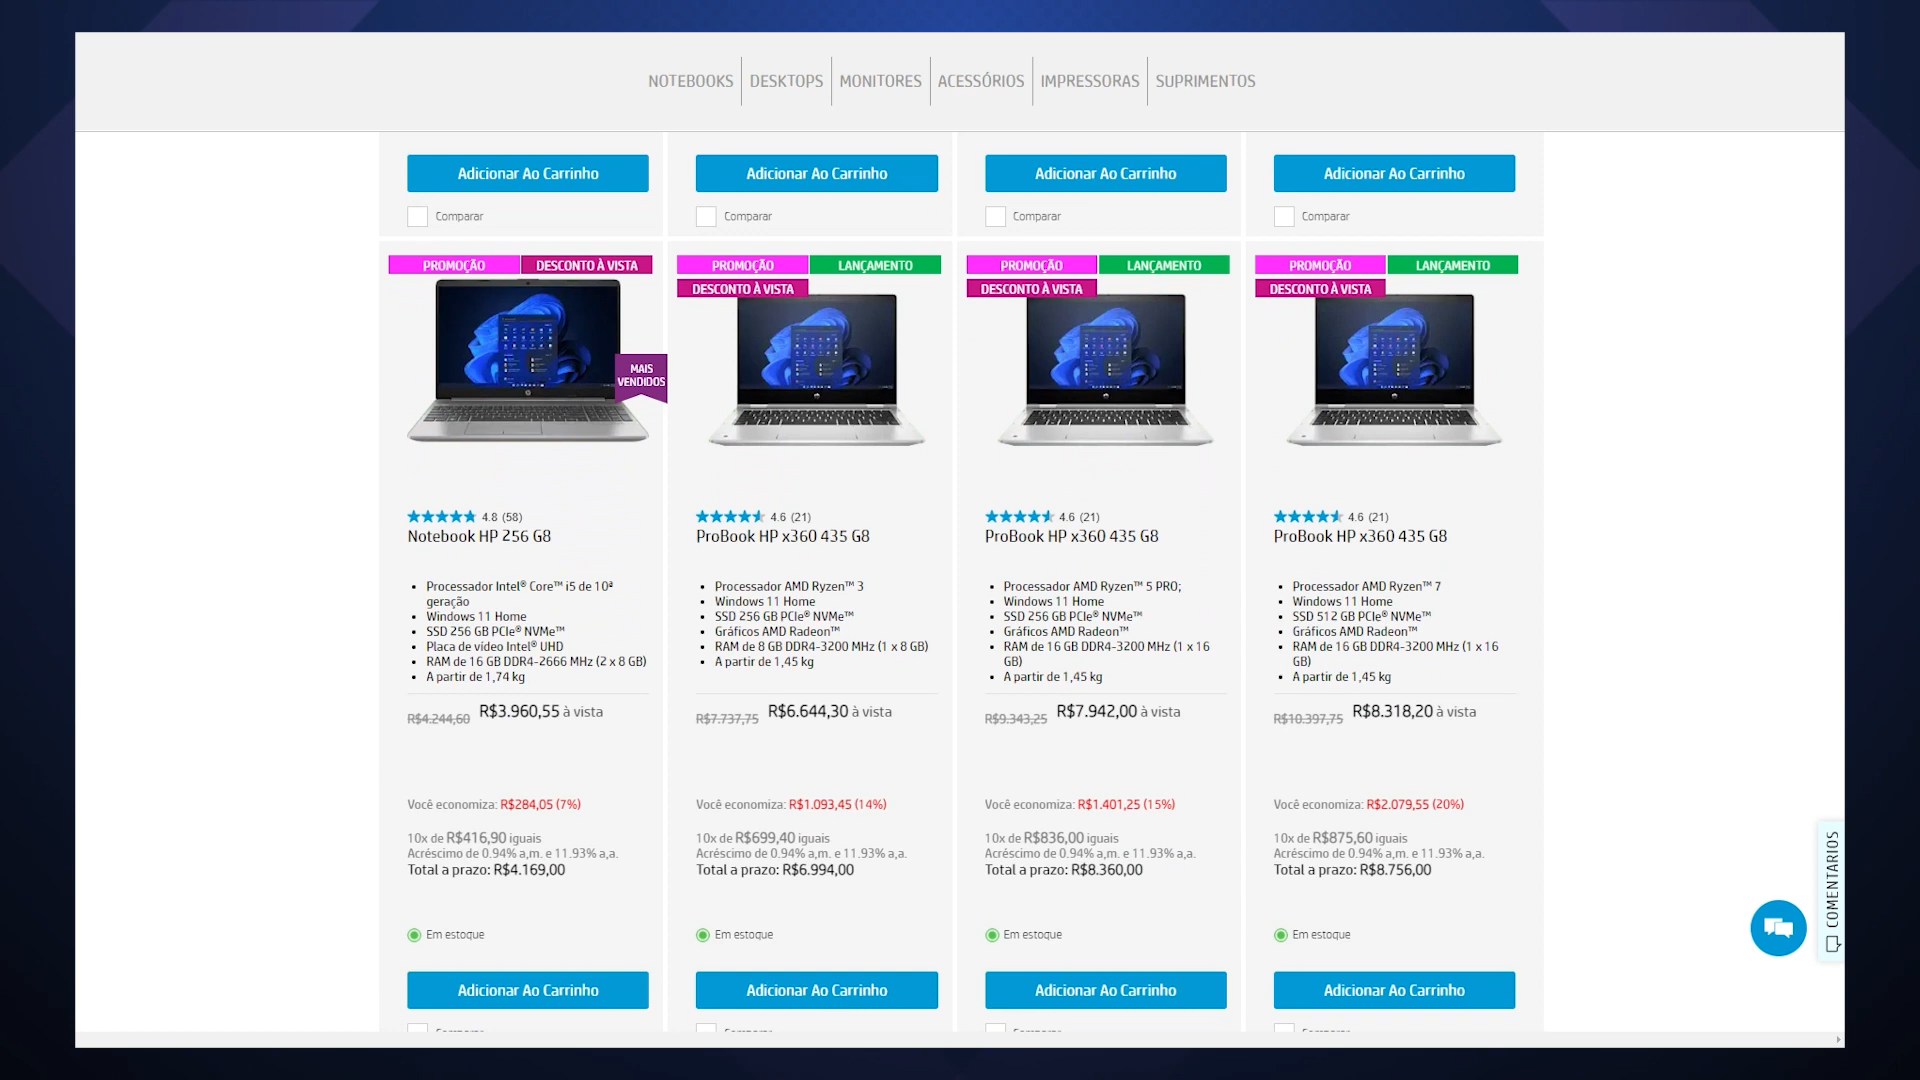 NOTEBOOKS
DESKTOPS
MONITORES
ACESSÓRIOS
IMPRESSORAS
SUPRIMENTOS
Adicionar Ao Carrinho
Adicionar Ao Carrinho
Adicionar Ao Carrinho
Adicionar Ao Carrinho
Comparar
Comparar
Comparar
Comparar
PROMOÇÃO
DESCONTO À VISTA
MAIS
VENDIDOS
4.8 (58)
Notebook HP 256 G8
• Processador Intel® Core™ i5 de 10ª
geração
• Windows 11 Home
• SSD 256 GB PCIe® NVMe™
• Placa de vídeo Intel® UHD
• RAM de 16 GB DDR4-2666 MHz (2 x 8 GB)
• A partir de 1,74 kg
R$4.244,60 R$3.960,55 à vista
Você economiza: R$284,05 (7%)
10x de R$416,90 iguais
Acréscimo de 0.94% a,m. e 11.93% a,a.
Total a prazo: R$4.169,00
Em estoque
Adicionar Ao Carrinho
PROMOÇÃO
LANÇAMENTO
DESCONTO À VISTA
4.6 (21)
ProBook HP x360 435 G8
• Processador AMD Ryzen™ 3
• Windows 11 Home
• SSD 256 GB PCIe® NVMe™
• Gráficos AMD Radeon™
• RAM de 8 GB DDR4-3200 MHz (1 x 8 GB)
• A partir de 1,45 kg
R$7.737,75 R$6.644,30 à vista
Você economiza: R$1.093,45 (14%)
10x de R$699,40 iguais
Acréscimo de 0.94% a,m. e 11.93% a,a.
Total a prazo: R$6.994,00
Em estoque
Adicionar Ao Carrinho
PROMOÇÃO
LANÇAMENTO
DESCONTO À VISTA
4.6 (21)
ProBook HP x360 435 G8
• Processador AMD Ryzen™ 5 PRO;
• Windows 11 Home
• SSD 256 GB PCIe® NVMe™
• Gráficos AMD Radeon™
• RAM de 16 GB DDR4-3200 MHz (1 x 16
GB)
• A partir de 1,45 kg
R$9.343,25 R$7.942,00 à vista
Você economiza: R$1.401,25 (15%)
10x de R$836,00 iguais
Acréscimo de 0.94% a,m. e 11.93% a,a.
Total a prazo: R$8.360,00
Em estoque
Adicionar Ao Carrinho
PROMOÇÃO
LANÇAMENTO
DESCONTO À VISTA
4.6 (21)
ProBook HP x360 435 G8
• Processador AMD Ryzen™ 7
• Windows 11 Home
• SSD 512 GB PCIe® NVMe™
• Gráficos AMD Radeon™
• RAM de 16 GB DDR4-3200 MHz (1 x 16
GB)
• A partir de 1,45 kg
R$10.397,75 R$8.318,20 à vista
Você economiza: R$2.079,55 (20%)
10x de R$875,60 iguais
Acréscimo de 0.94% a,m. e 11.93% a,a.
Total a prazo: R$8.756,00
Em estoque
Adicionar Ao Carrinho
COMENTARIOS